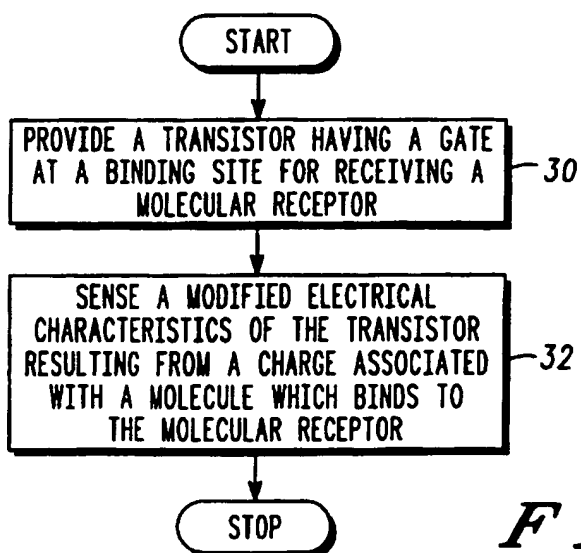 START
PROVIDE A TRANSISTOR HAVING A GATE
AT A BINDING SITE FOR RECEIVING A
MOLECULAR RECEPTOR
30
SENSE A MODIFIED ELECTRICAL
CHARACTERISTICS OF THE TRANSISTOR
RESULTING FROM A CHARGE ASSOCIATED
WITH A MOLECULE WHICH BINDS TO
THE MOLECULAR RECEPTOR
32
STOP